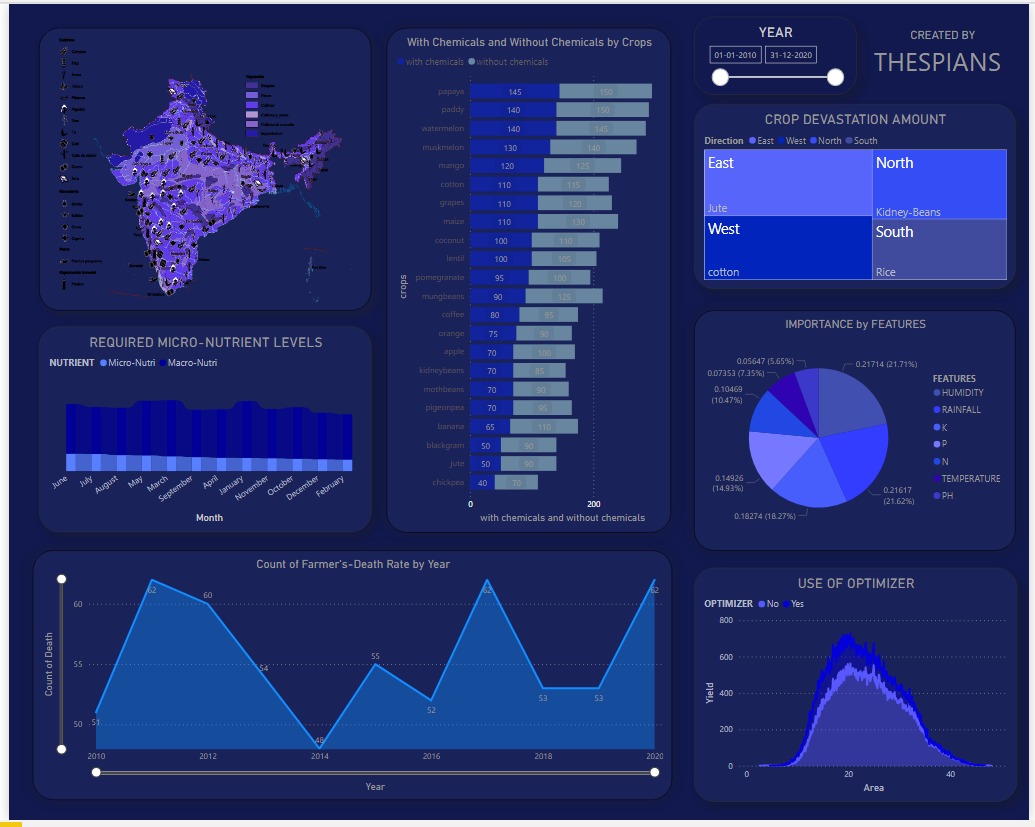 With Chemicals and Without Chemicals by Crops
with chemicals without chemicals
crops
papaya 145 150
paddy 140 150
watermelon 140 145
muskmelon 130 140
mango 120 125
cotton 110 115
grapes 110 120
maize 110 130
coconut 100 110
lentil 100 105
pomegranate 95 100
mungbeans 90 125
coffee 80 95
orange 75 90
apple 70 100
kidneybeans 70 85
mothbeans 70 90
pigeonpea 70 95
banana 65 110
blackgram 50 90
jute 50 90
chickpea 40 70
0 200
with chemicals and without chemicals
YEAR
01-01-2010 31-12-2020
CREATED BY
THESPIANS
CROP DEVASTATION AMOUNT
Direction East West North South
East
Jute
North
Kidney-Beans
West
cotton
South
Rice
REQUIRED MICRO-NUTRIENT LEVELS
NUTRIENT Micro-Nutri Macro-Nutri
June July August May March September April January November October December February
Month
IMPORTANCE by FEATURES
0.05647 (5.65%)
0.07353 (7.35%)
0.10469
(10.47%)
0.14926
(14.93%)
0.18274 (18.27%)
0.21617
(21.62%)
0.21714 (21.71%)
FEATURES
HUMIDITY
RAINFALL
K
P
N
TEMPERATURE
PH
Count of Farmer's-Death Rate by Year
Count of Death
60
55
50
51 62 60 54 48 55 52 62 53 53 62
2010 2012 2014 2016 2018 2020
Year
USE OF OPTIMIZER
OPTIMIZER No Yes
Yield
800
600
400
200
0
0 20 40
Area